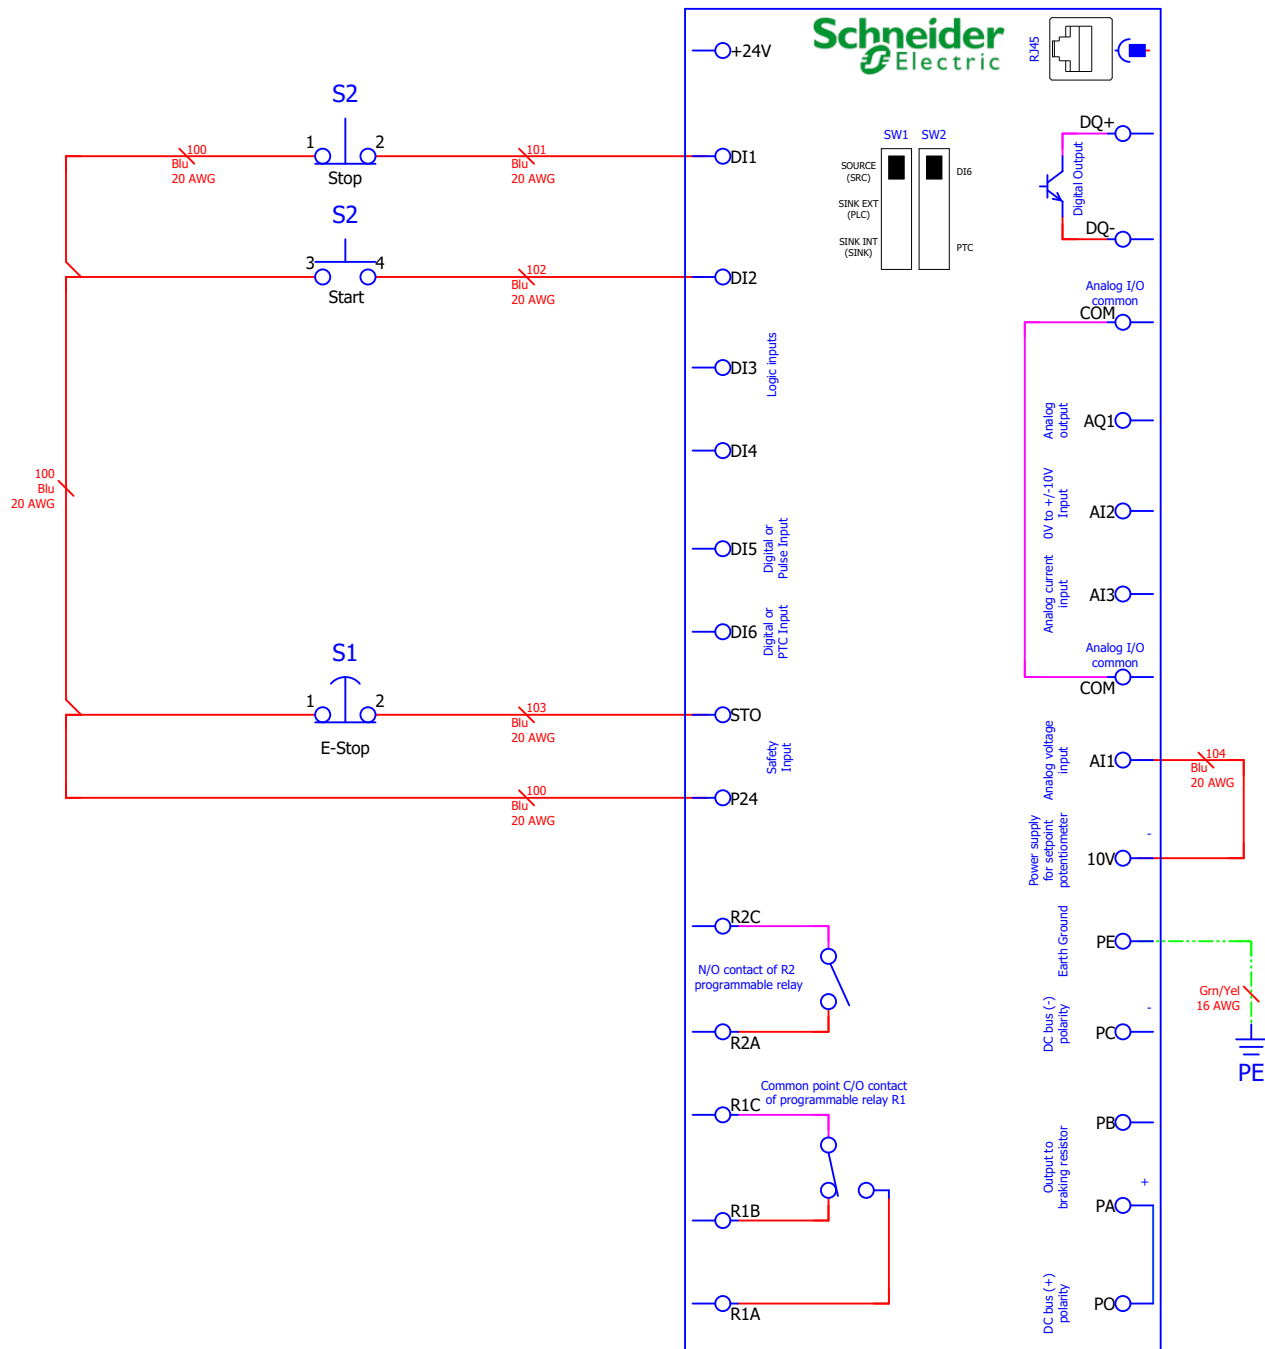 +24V
Schneider
Electric
RJ45
S2
1
2
100
Blu
20 AWG
Stop
101
Blu
20 AWG
DI1
S2
3
4
Start
102
Blu
20 AWG
DI2
DI3
Logic inputs
DI4
100
Blu
20 AWG
DI5
Digital or
Pulse Input
DI6
Digital or
PTC Input
S1
1
2
E-Stop
103
Blu
20 AWG
STO
Safety
Input
100
Blu
20 AWG
P24
R2C
N/O contact of R2
programmable relay
R2A
Common point C/O contact
of programmable relay R1
R1C
R1B
R1A
SW1
SW2
SOURCE
(SRC)
SINK EXT
(PLC)
SINK INT
(SINK)
DI6
PTC
DQ+
Digital Output
DQ-
Analog I/O
common
COM
Analog
output
AQ1
0V to +/-10V
Input
AI2
Analog current
input
AI3
Analog I/O
common
COM
Analog voltage
input
AI1
104
Blu
20 AWG
Power supply
for setpoint
potentiometer
-
10V
Earth Ground
PE
Grn/Yel
16 AWG
PE
DC bus (-)
polarity
-
PC
PB
Output to
braking resistor
+
PA
DC bus (+)
polarity
PO